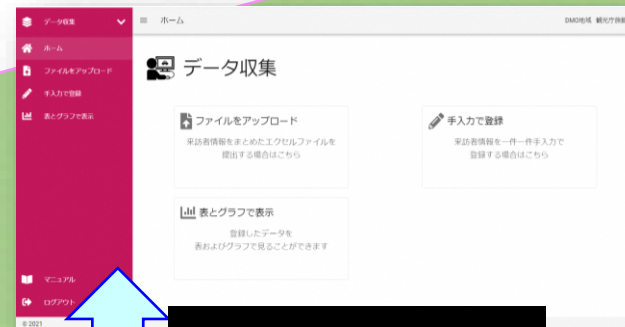 データ収集
ホーム
DMO地域 観光庁
ホーム
ファイルをアップロード
手入力で登録
表とグラフで表示
データ収集
ファイルをアップロード
来訪者情報をまとめたエクセルファイルを
提出する場合はこちら
手入力で登録
来訪者情報を一件一件手入力で
登録する場合はこちら
表とグラフで表示
登録したデータを
表およびグラフで見ることができます
マニュアル
ログアウト
© 2021